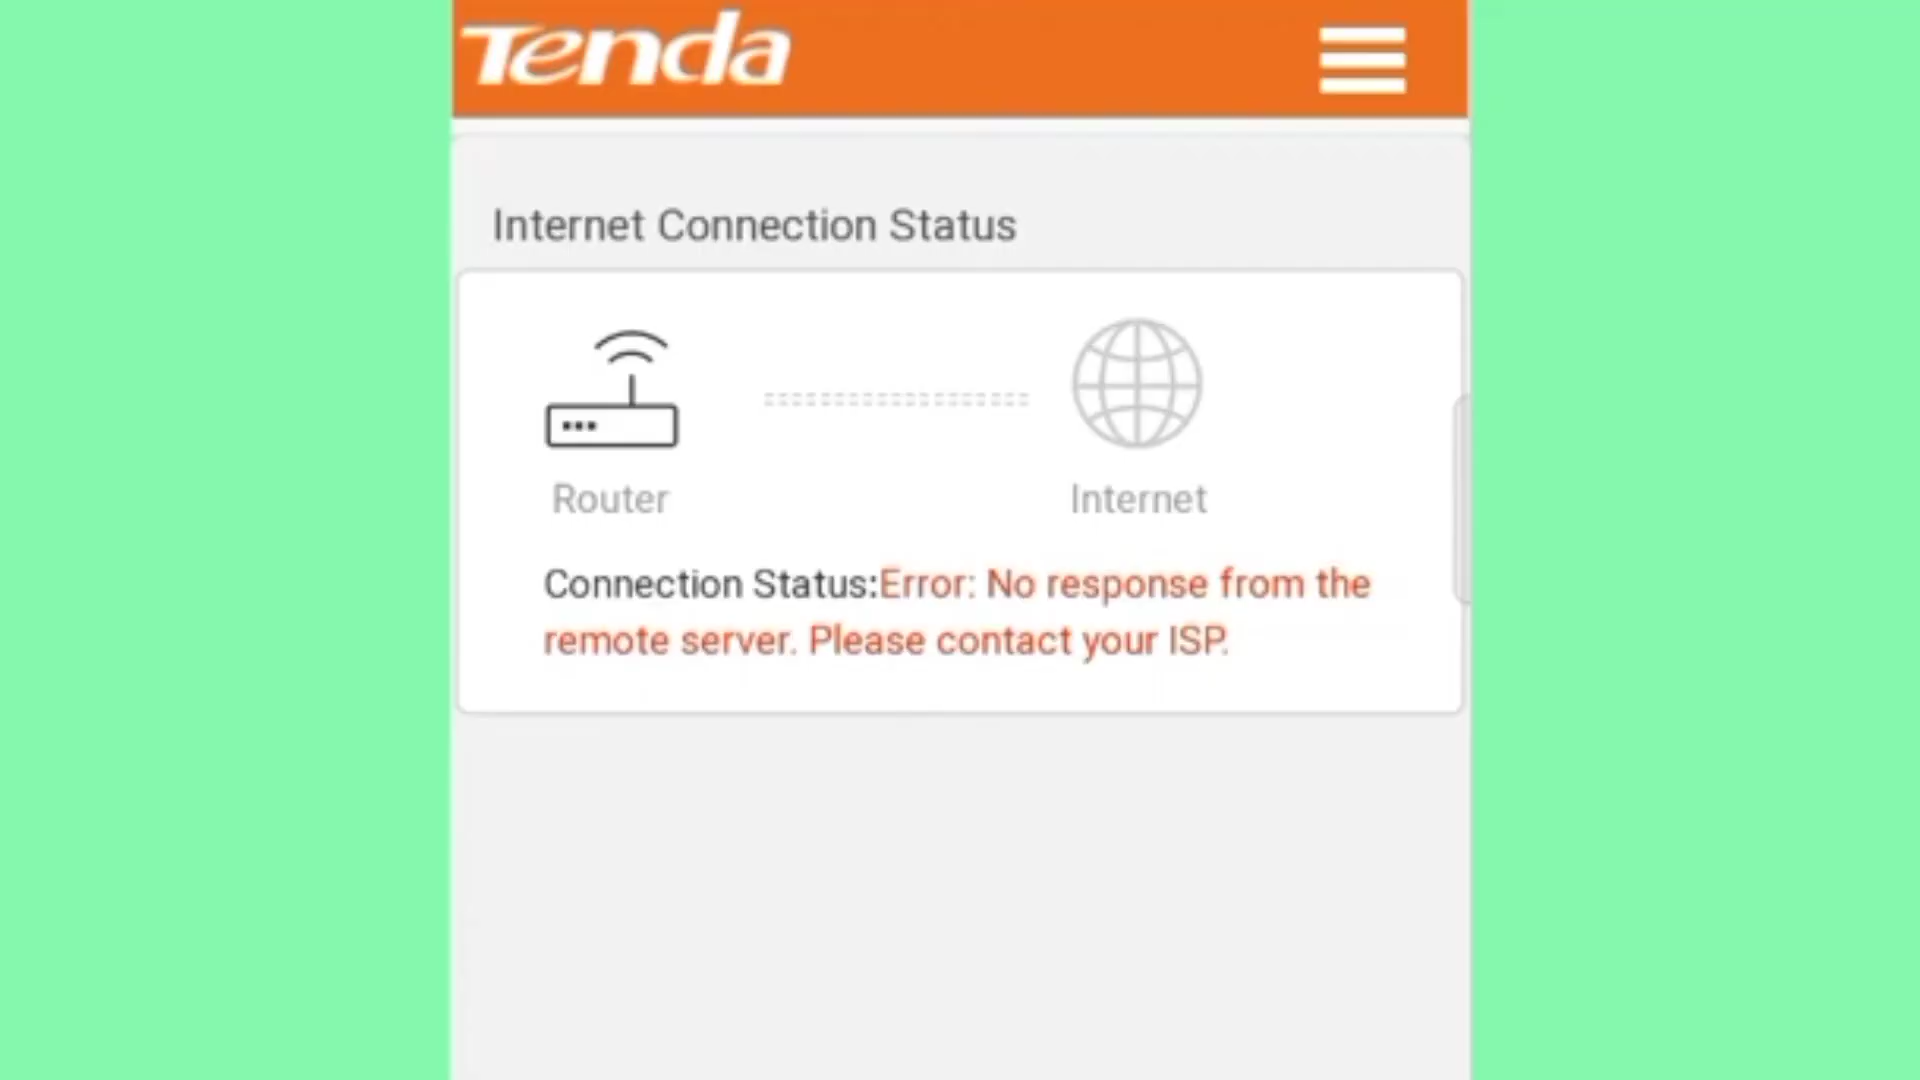 Tenda
Internet Connection Status
Router
Internet
Connection Status:Error: No response from the
remote server. Please contact your ISP.